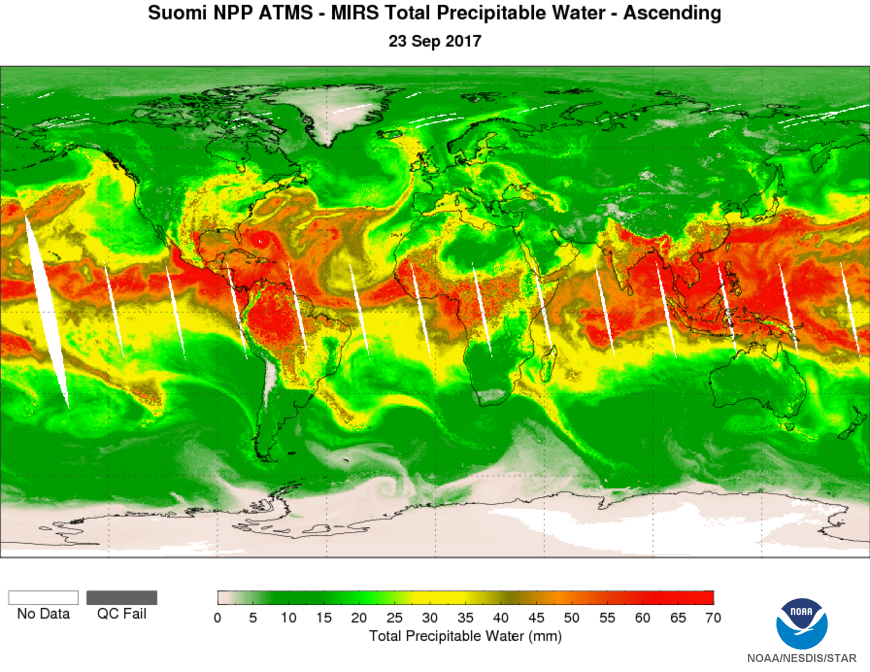 Suomi NPP ATMS - MIRS Total Precipitable Water - Ascending
23 Sep 2017
No Data
QC Fail
0 5 10 15 20 25 30 35 40 45 50 55 60 65 70
Total Precipitable Water (mm)
NOAA
NOAA/NESDIS/STAR